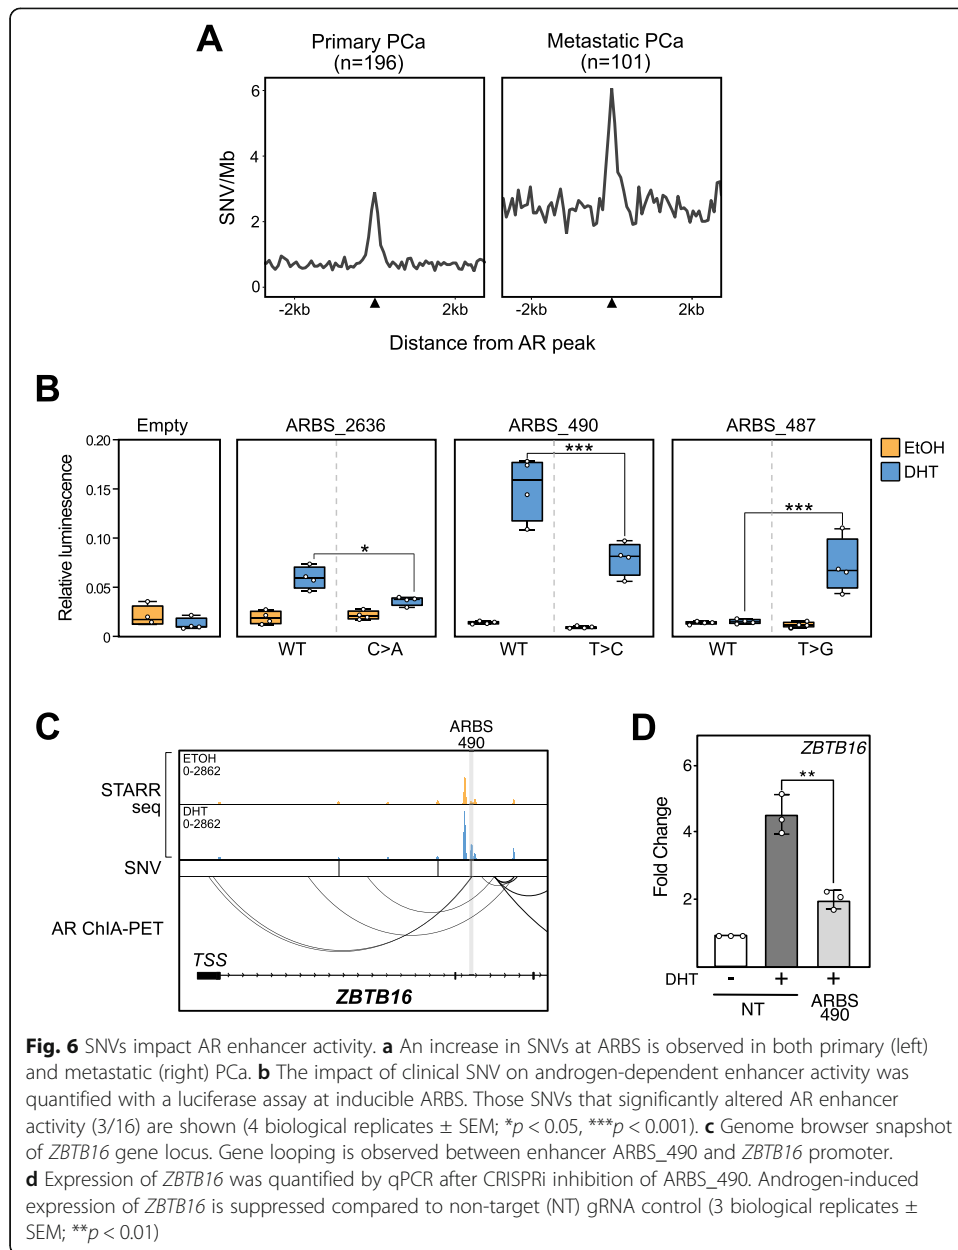 A
Primary PCa
(n=196)
Metastatic PCa
(n=101)
SNV/Mb
6
4
2
0
-2kb
2kb
-2kb
2kb
Distance from AR peak
B
Empty
ARBS_2636
ARBS_490
ARBS_487
EtOH
DHT
Relative luminescence
0.20
0.15
0.10
0.05
0
*
***
***
WT
C>A
WT
T>C
WT
T>G
C
ARBS
490
STARR
seq
ETOH
0-2862
DHT
0-2862
SNV
AR ChIA-PET
TSS
ZBTB16
D
ZBTB16
Fold Change
6
4
2
**
DHT
-
+
+
NT
ARBS
490
Fig. 6 SNVs impact AR enhancer activity. a An increase in SNVs at ARBS is observed in both primary (left)
and metastatic (right) PCa. b The impact of clinical SNV on androgen-dependent enhancer activity was
quantified with a luciferase assay at inducible ARBS. Those SNVs that significantly altered AR enhancer
activity (3/16) are shown (4 biological replicates ± SEM; *p < 0.05, ***p < 0.001). c Genome browser snapshot
of ZBTB16 gene locus. Gene looping is observed between enhancer ARBS_490 and ZBTB16 promoter.
d Expression of ZBTB16 was quantified by qPCR after CRISPRi inhibition of ARBS_490. Androgen-induced
expression of ZBTB16 is suppressed compared to non-target (NT) gRNA control (3 biological replicates ±
SEM; **p < 0.01)